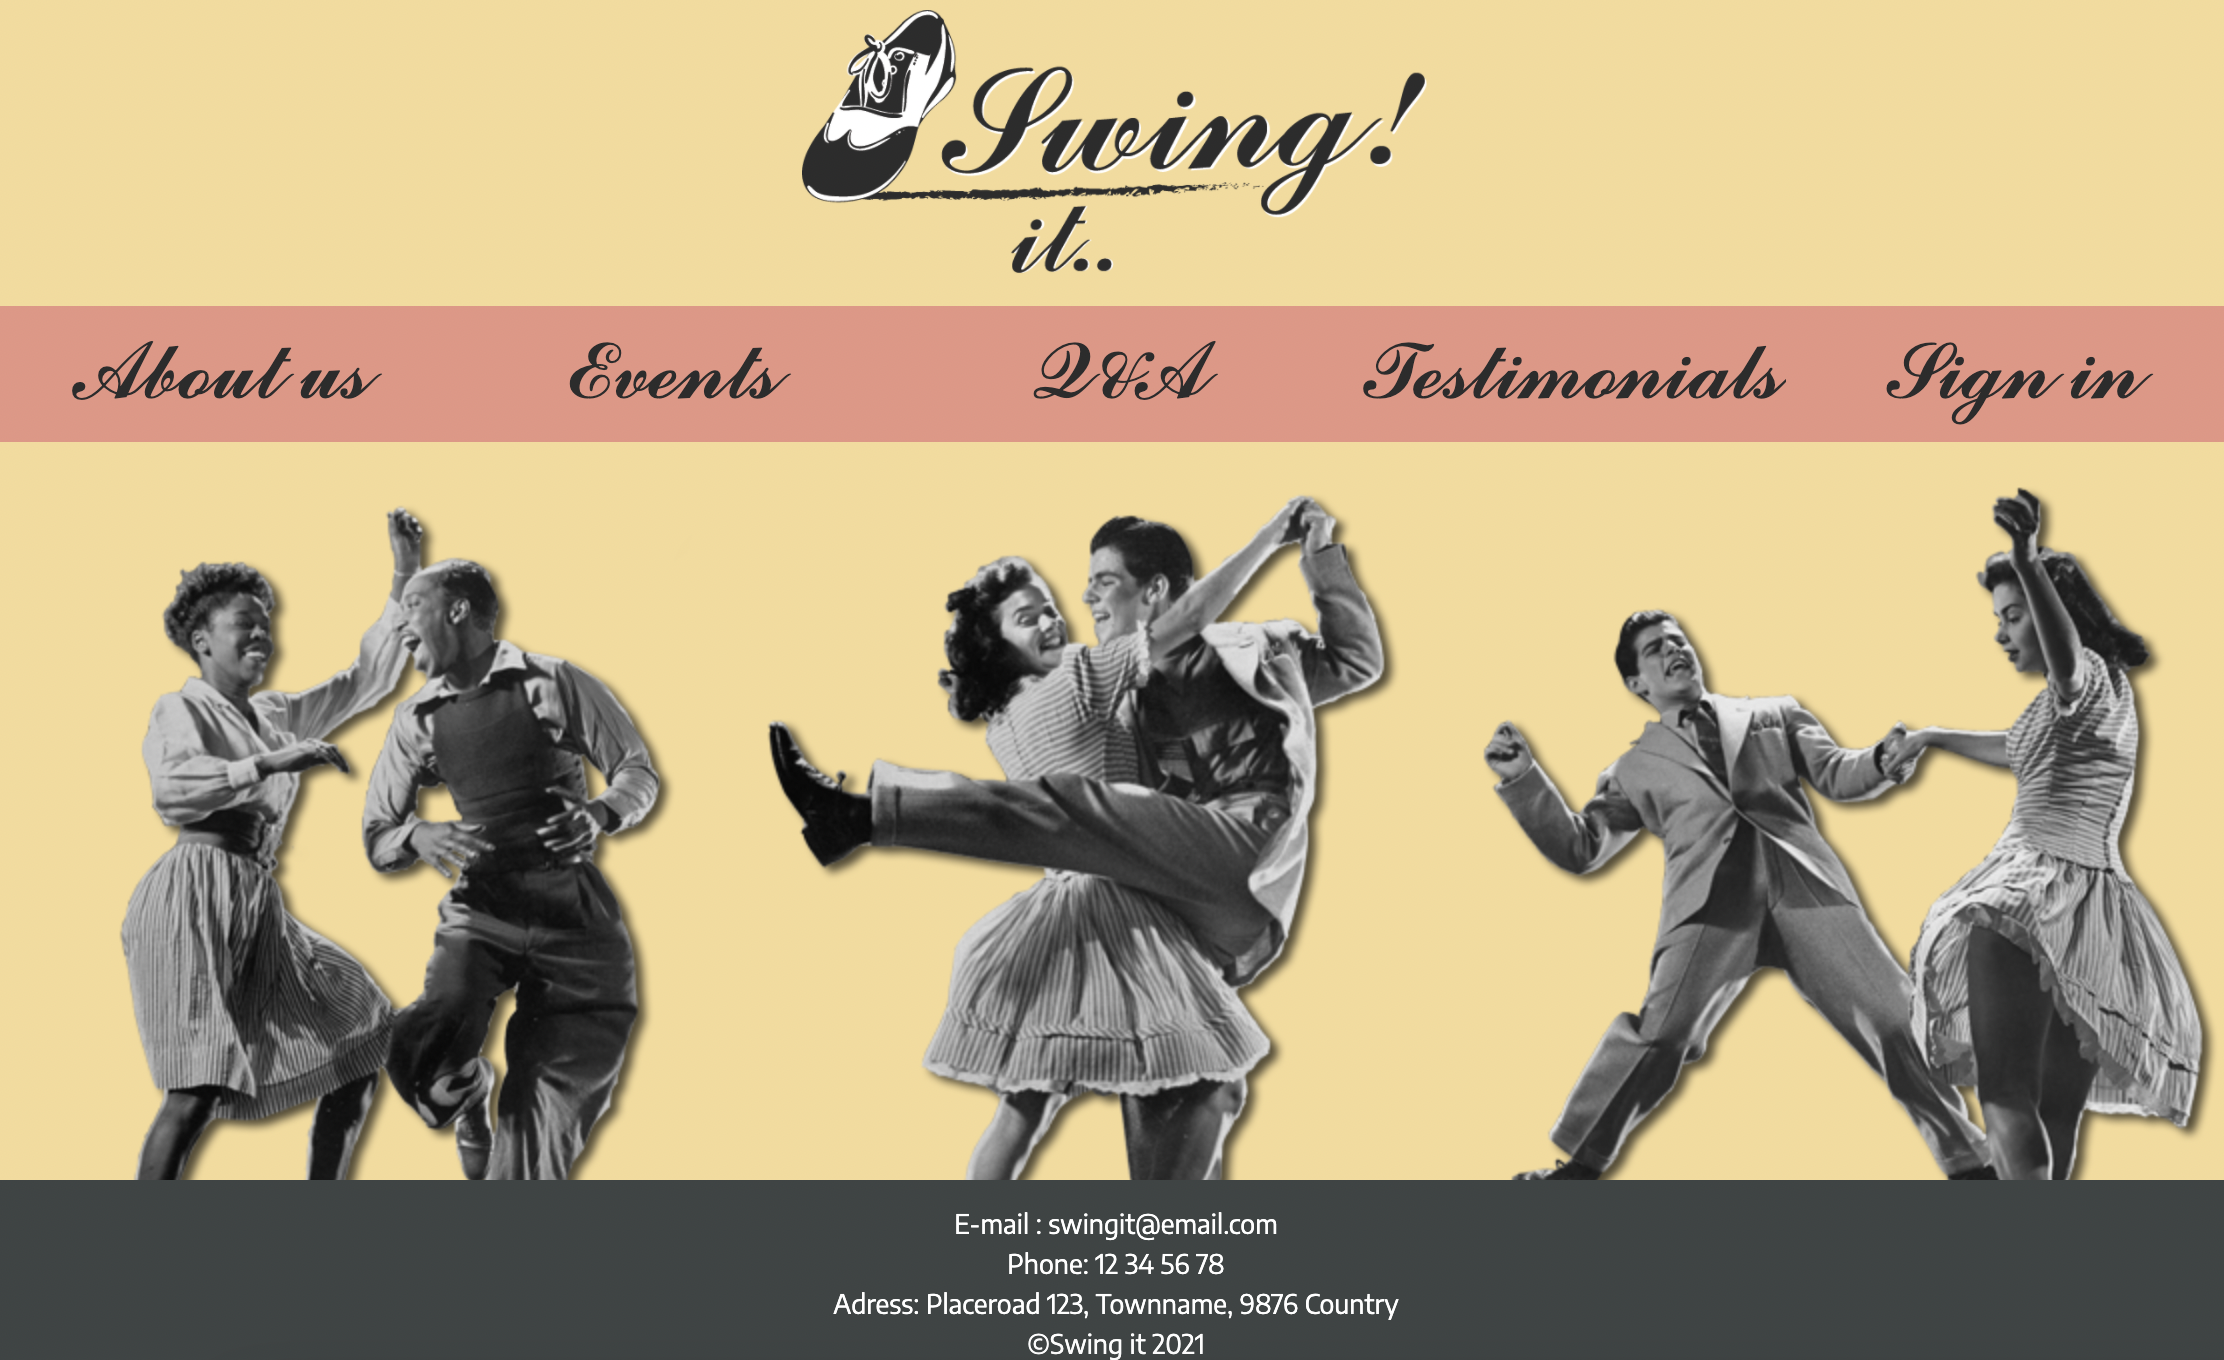 Swing!
it..
About us Events Q&A Testimonials Sign in
E-mail : swingit@email.com
Phone: 12 34 56 78
Adress: Placeroad 123, Townname, 9876 Country
©Swing it 2021